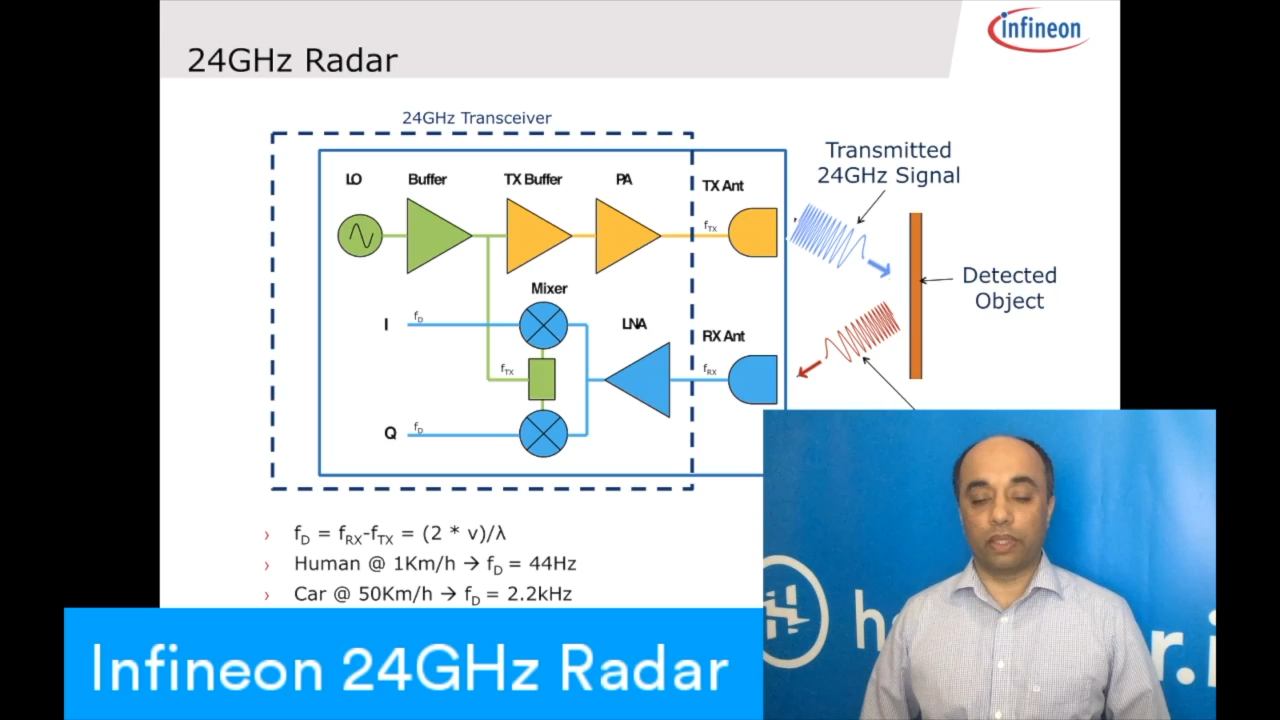 infineon
24GHz Radar
24GHz Transceiver
LO
Buffer
TX Buffer
PA
TX Ant
Transmitted
24GHz Signal
fTX
Detected
Object
Mixer
I
fD
LNA
RX Ant
fTX
fRX
Q
fD
› fD = fRX-fTX = (2 * v)/λ
› Human @ 1Km/h → fD = 44Hz
› Car @ 50Km/h → fD = 2.2kHz
Infineon 24GHz Radar